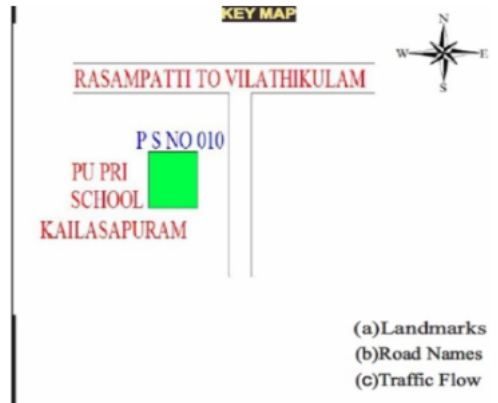 KEY MAP
N
W E
S
RASAMPATTI TO VILATHIKULAM
P S NO 010
PU PRI
SCHOOL
KAILASAPURAM
(a)Landmarks
(b)Road Names
(c)Traffic Flow